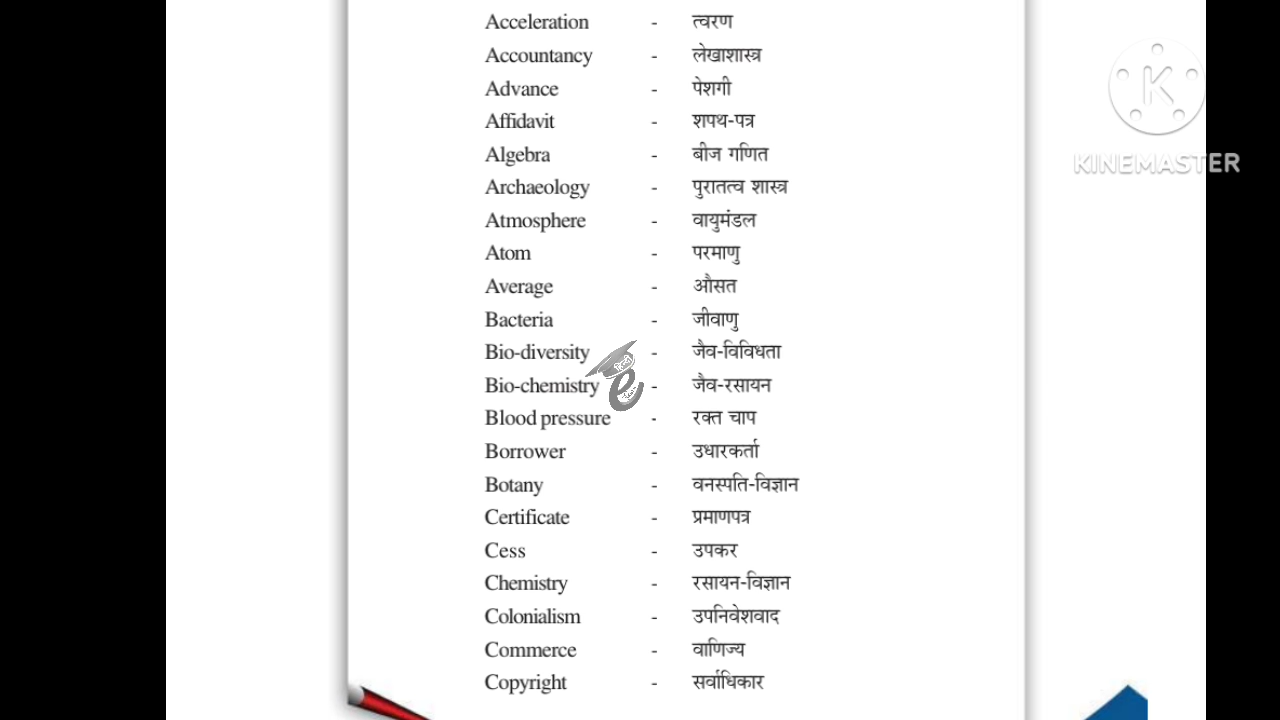 Acceleration - त्वरण
Accountancy - लेखाशास्त्र
Advance - पेशगी
Affidavit - शपथ-पत्र
Algebra - बीज गणित
Archaeology - पुरातत्व शास्त्र
Atmosphere - वायुमंडल
Atom - परमाणु
Average - औसत
Bacteria - जीवाणु
Bio-diversity - जैव-विविधता
Bio-chemistry - जैव-रसायन
Blood pressure - रक्त चाप
Borrower - उधारकर्ता
Botany - वनस्पति-विज्ञान
Certificate - प्रमाणपत्र
Cess - उपकर
Chemistry - रसायन-विज्ञान
Colonialism - उपनिवेशवाद
Commerce - वाणिज्य
Copyright - सर्वाधिकार
K
KINEMASTER